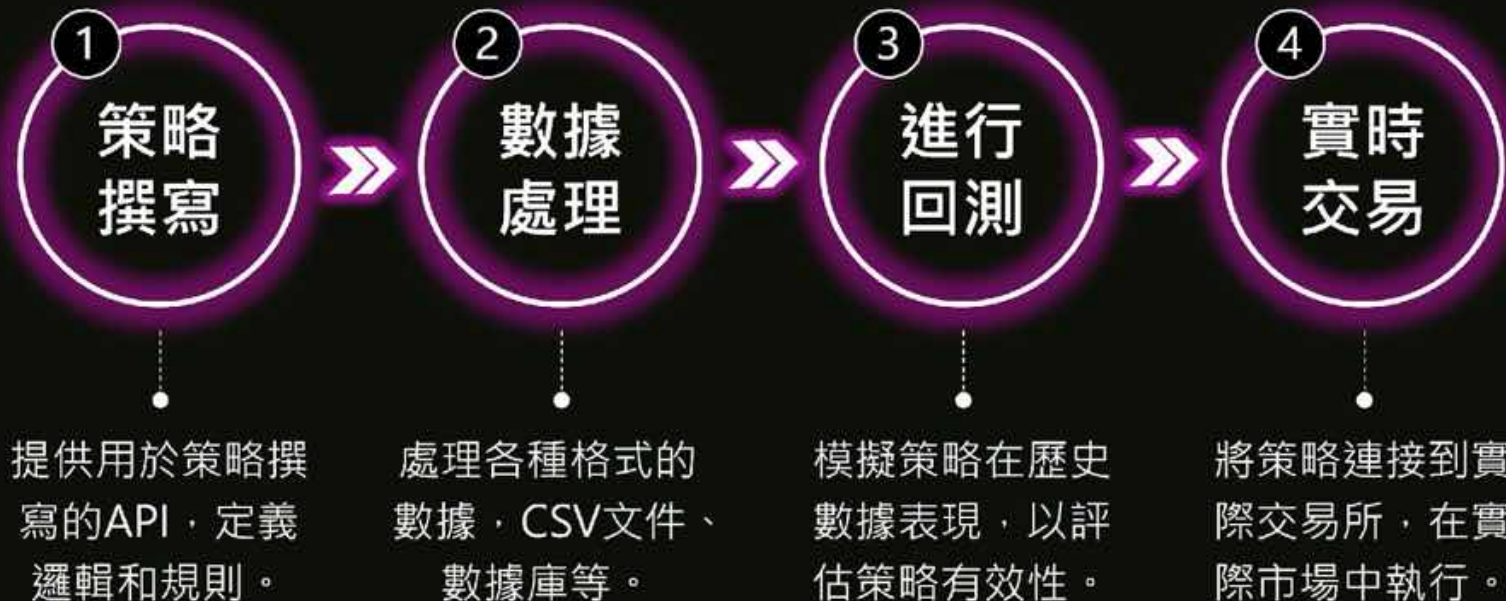 1
策略
撰寫
提供用於策略撰
寫的API，定義
邏輯和規則。
2
數據
處理
處理各種格式的
數據，CSV文件、
數據庫等。
3
進行
回測
模擬策略在歷史
數據表現，以評
估策略有效性。
4
實時
交易
將策略連接到實
際交易所，在實
際市場中執行。